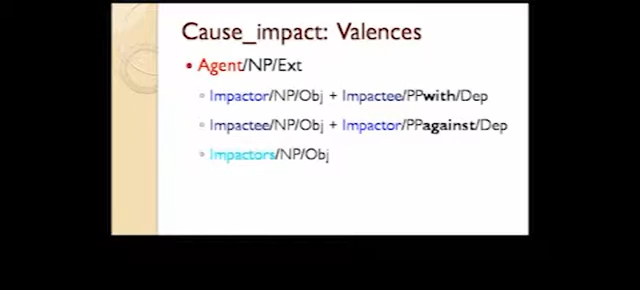 Cause_impact: Valences
• Agent/NP/Ext
◦ Impactor/NP/Obj + Impactee/PPwith/Dep
◦ Impactee/NP/Obj + Impactor/PPagainst/Dep
◦ Impactors/NP/Obj